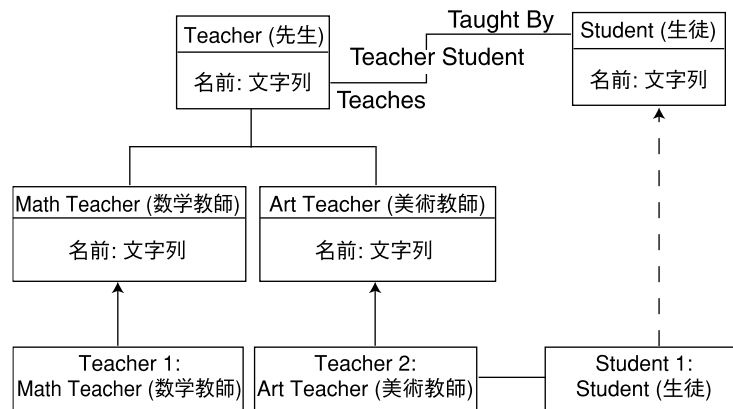 Taught By
Teacher (先生)
Student (生徒)
Teacher Student
名前: 文字列
名前: 文字列
Teaches
Math Teacher (数学教師)
Art Teacher (美術教師)
名前: 文字列
名前: 文字列
Teacher 1:
Math Teacher (数学教師)
Teacher 2:
Art Teacher (美術教師)
Student 1:
Student (生徒)